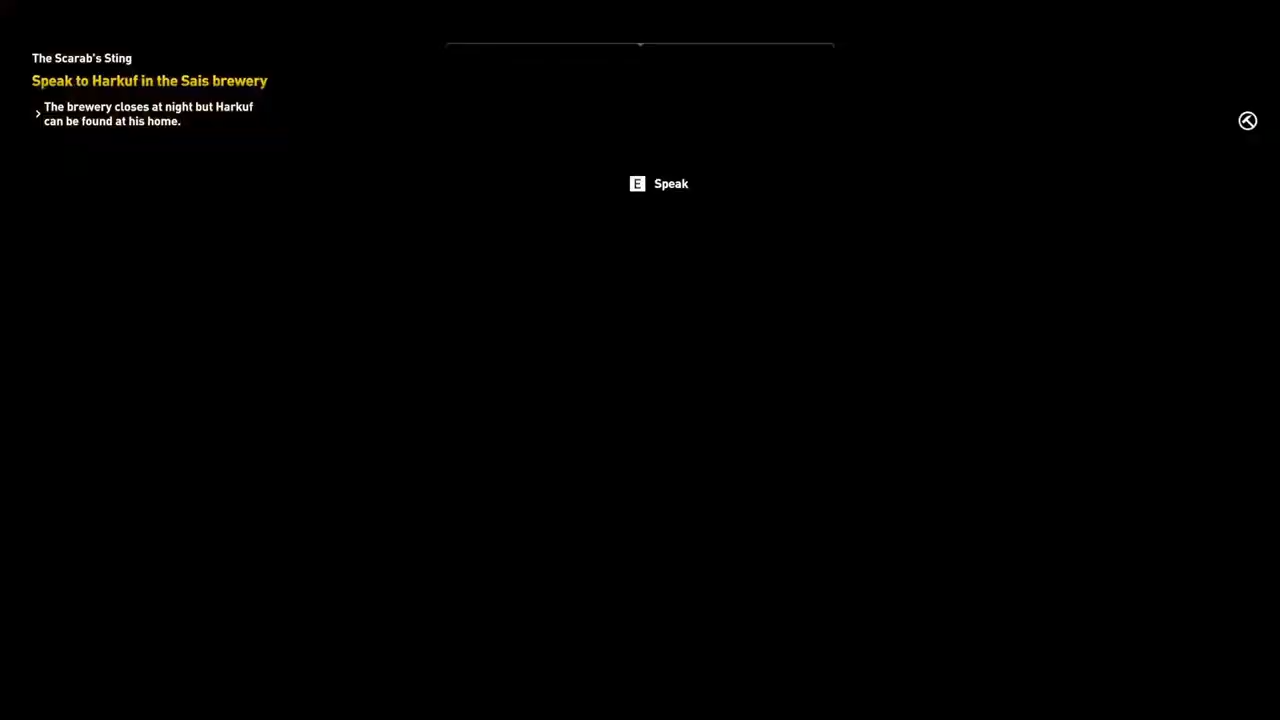 The Scarab's Sting
Speak to Harkuf in the Sais brewery
The brewery closes at night but Harkuf
can be found at his home.
E Speak